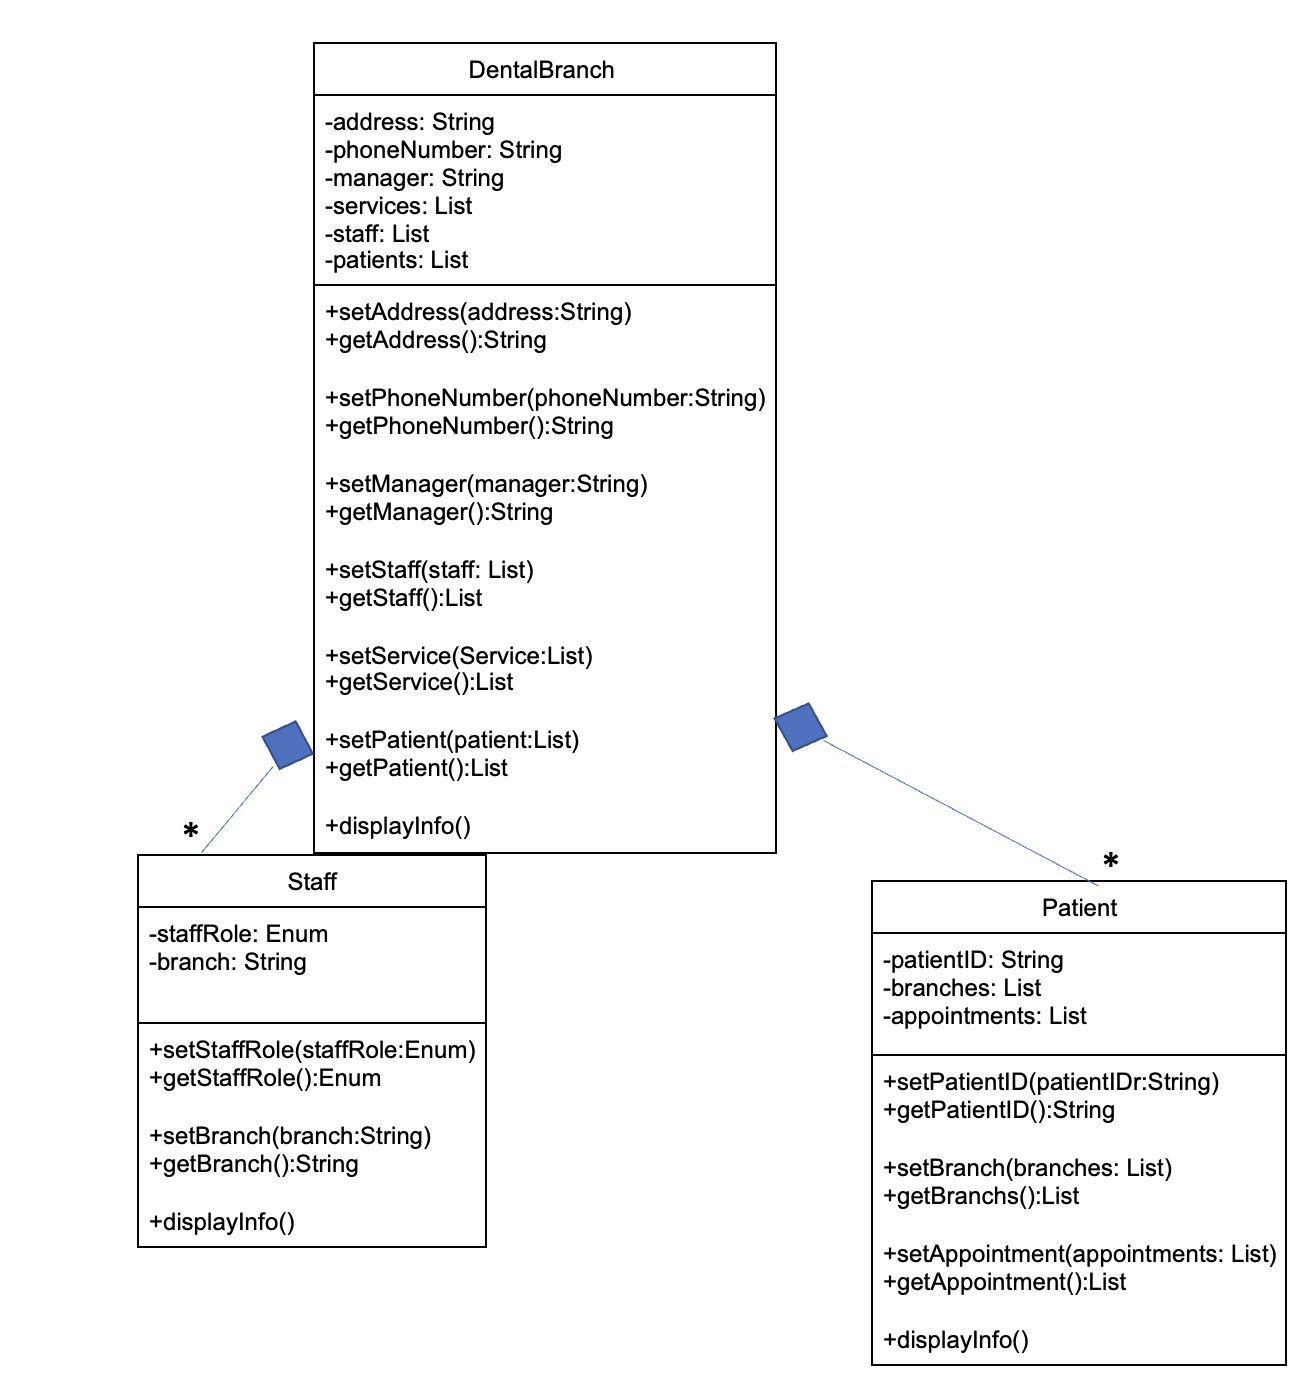 DentalBranch
-address: String
-phoneNumber: String
-manager: String
-services: List
-staff: List
-patients: List
+setAddress(address:String)
+getAddress():String
+setPhoneNumber(phoneNumber:String)
+getPhoneNumber():String
+setManager(manager:String)
+getManager():String
+setStaff(staff: List)
+getStaff():List
+setService(Service:List)
+getService():List
+setPatient(patient:List)
+getPatient():List
+displayInfo()
*
Staff
-staffRole: Enum
-branch: String
+setStaffRole(staffRole:Enum)
+getStaffRole():Enum
+setBranch(branch:String)
+getBranch():String
+displayInfo()
*
Patient
-patientID: String
-branches: List
-appointments: List
+setPatientID(patientIDr:String)
+getPatientID():String
+setBranch(branches: List)
+getBranchs():List
+setAppointment(appointments: List)
+getAppointment():List
+displayInfo()